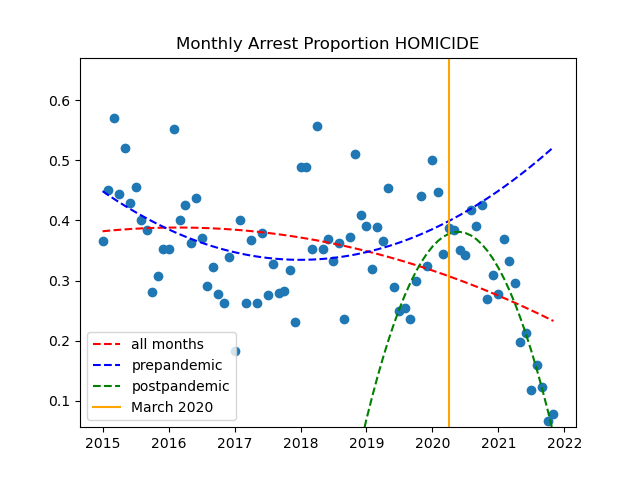 Monthly Arrest Proportion HOMICIDE
0.6
0.5
0.4
0.3
0.2
0.1
all months
prepandemic
postpandemic
March 2020
2015 2016 2017 2018 2019 2020 2021 2022